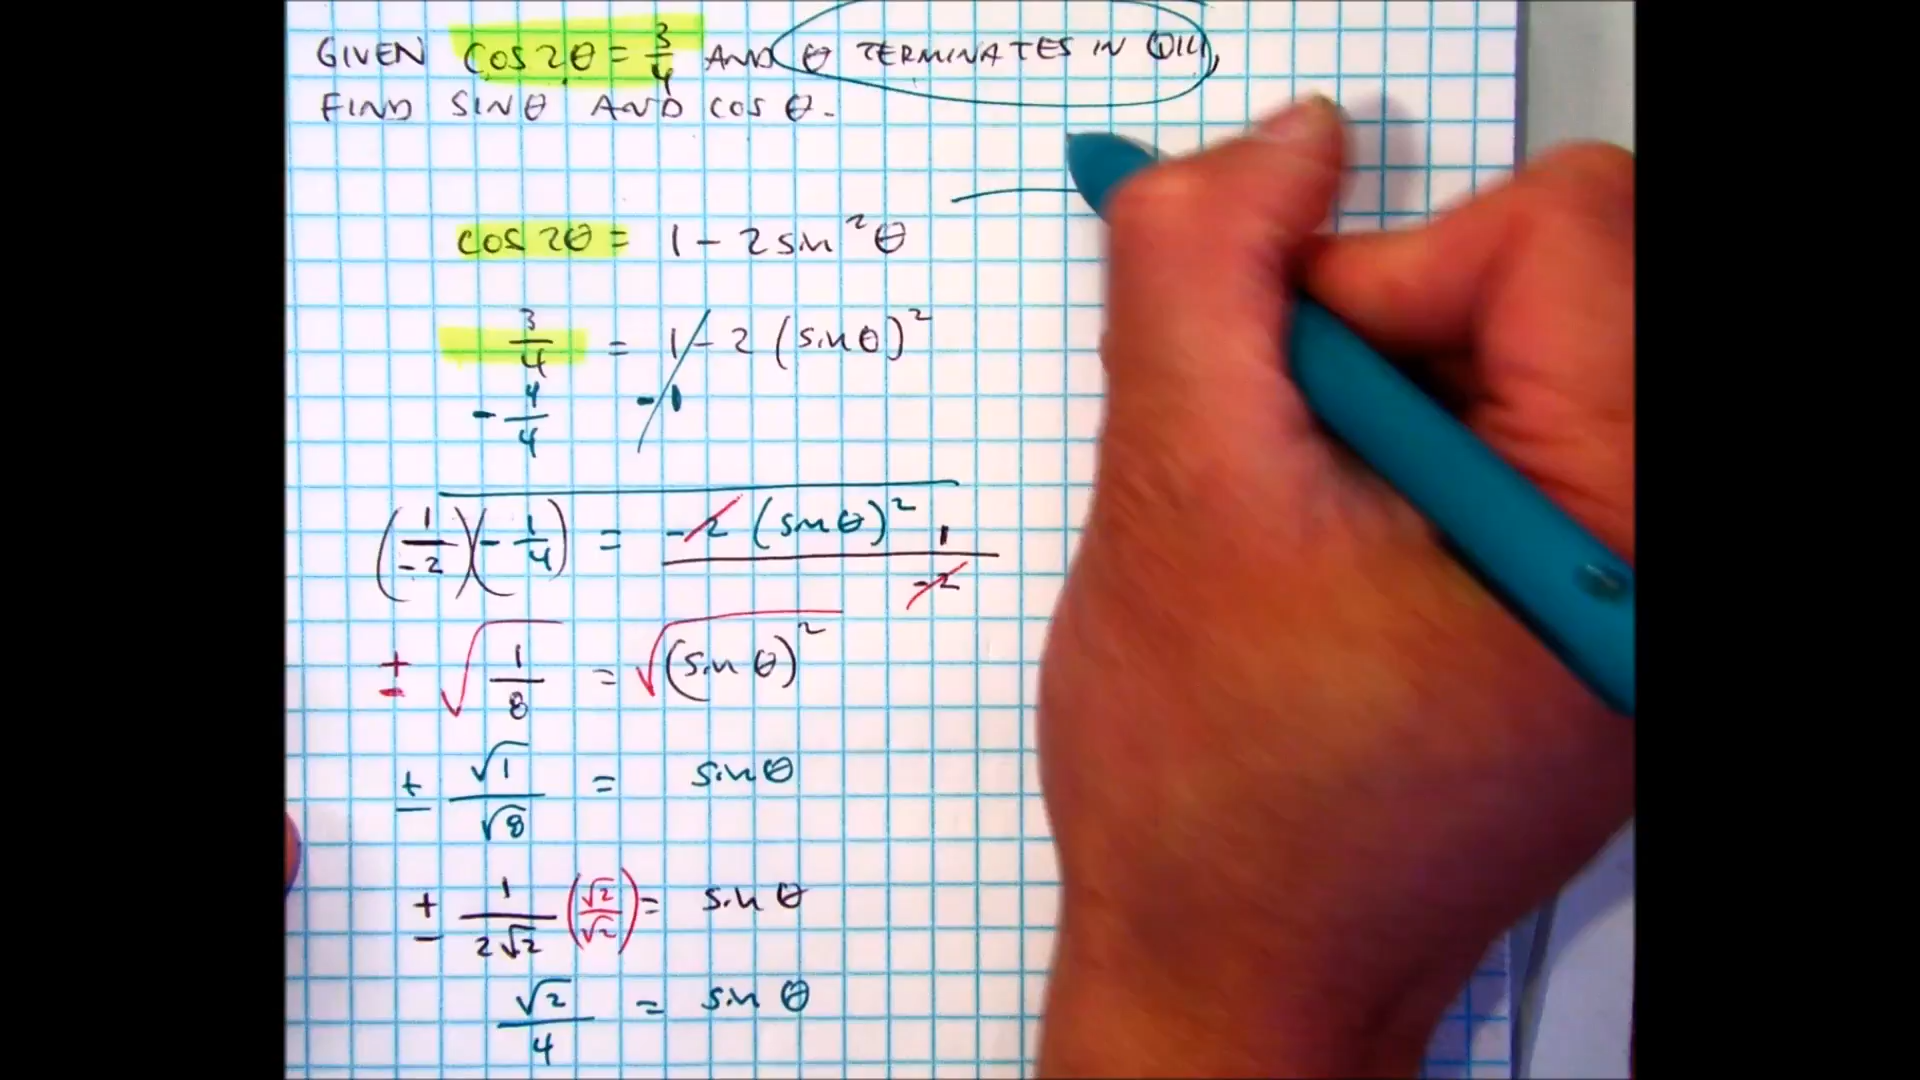 GIVEN cos 2θ = 3/4 AND θ TERMINATES IN QIII,
FIND SIN θ AND COS θ.
cos 2θ = 1 - 2 sin²θ
3/4 = 1 - 2 (sin θ)²
- 4/4 -1
(1/-2)(-1/4) = -2 (sin θ)² 1 / -2
± √(1/8) = √(sin θ)²
± √1/√8 = sin θ
± 1/2√2 (√2/√2) = sin θ
√2/4 = sin θ